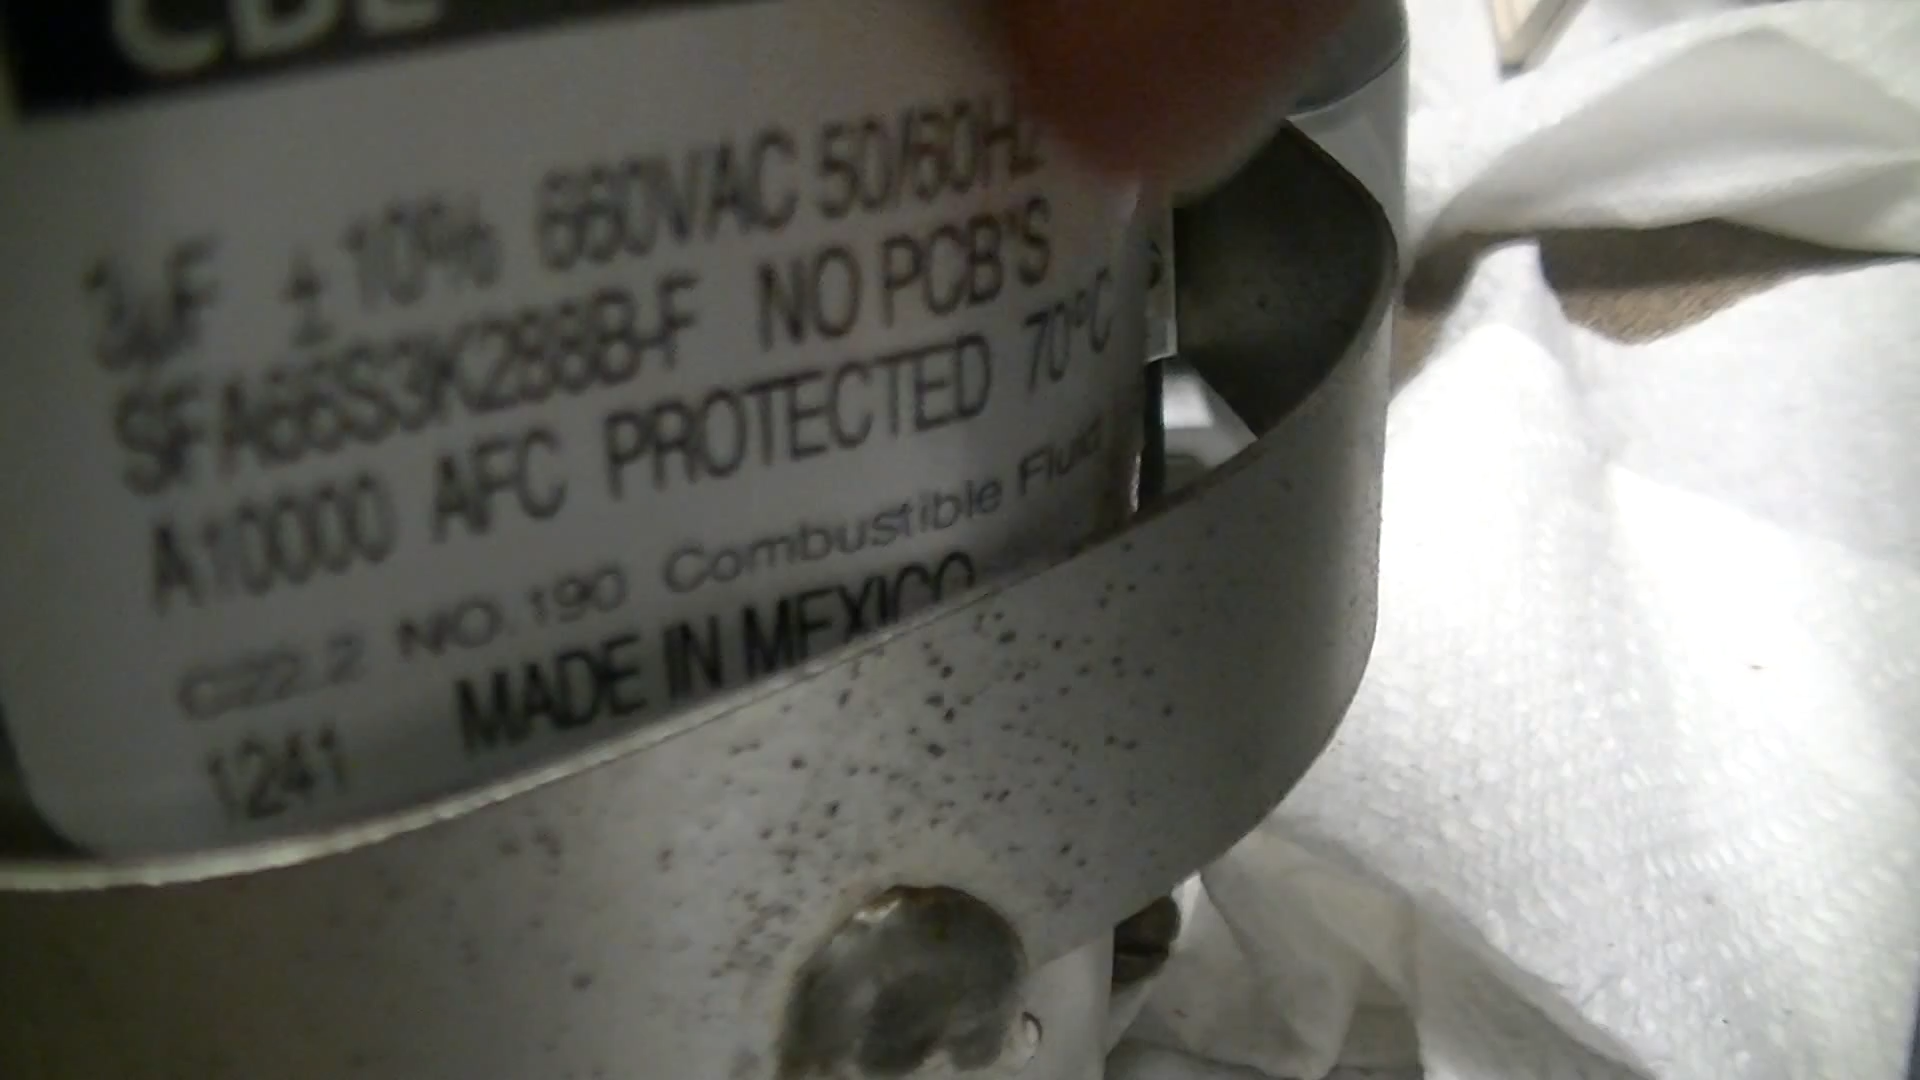 CDE
3µF ±10% 660VAC 50/60HZ
SFA66S3K288B-F NO PCB'S
A10000 AFC PROTECTED 70°C
C22.2 NO.190 Combustible Fluid
1241 MADE IN MEXICO